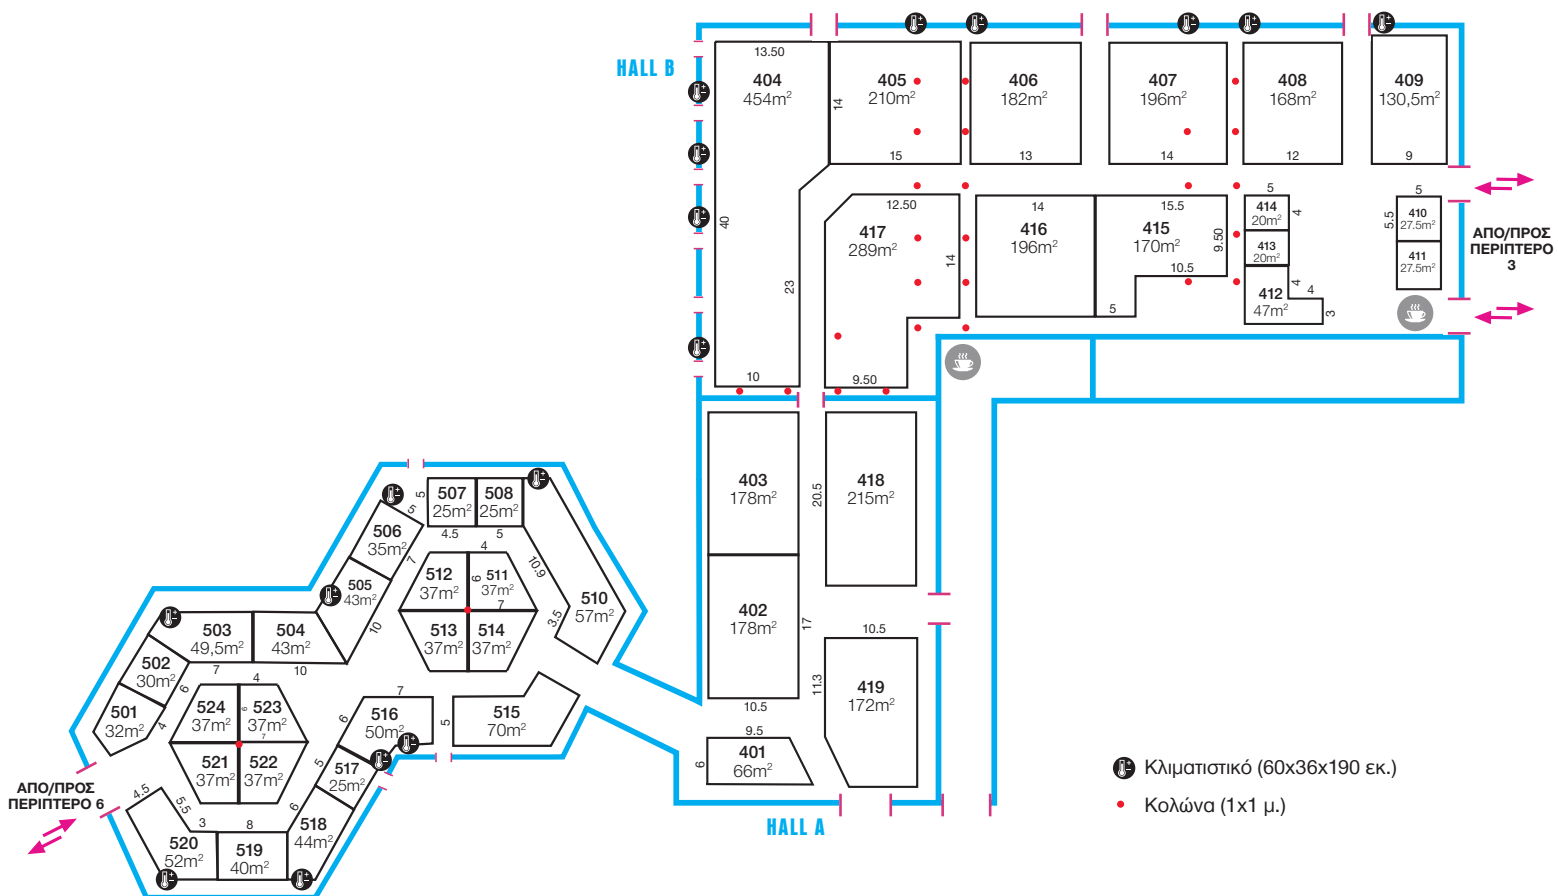 HALL B
13.50
404
454m²
40
23
10
14
405
210m²
15
406
182m²
13
407
196m²
14
408
168m²
12
409
130,5m²
9
12.50
417
289m²
14
9.50
14
416
196m²
15.5
415
170m²
9.50
10.5
5
5
414
20m²
4
413
20m²
4
4
412
47m²
3
5
5.5
410
27.5m²
411
27.5m²
ΑΠΟ/ΠΡΟΣ
ΠΕΡΙΠΤΕΡΟ
3
403
178m²
20.5
418
215m²
402
178m²
17
10.5
10.5
11.3
419
172m²
9.5
6
401
66m²
HALL A
5
507
25m²
4.5
508
25m²
5
5
506
35m²
7
505
43m²
10
4
512
37m²
6
511
37m²
7
513
37m²
514
37m²
10.9
3.5
510
57m²
503
49,5m²
7
504
43m²
10
502
30m²
6
501
32m²
4
4
524
37m²
6
523
37m²
7
521
37m²
522
37m²
7
6
516
50m²
5
515
70m²
5
517
25m²
6
518
44m²
8
519
40m²
4.5
5.5
3
520
52m²
ΑΠΟ/ΠΡΟΣ
ΠΕΡΙΠΤΕΡΟ 6
Κλιματιστικό (60x36x190 εκ.)
Κολώνα (1x1 μ.)